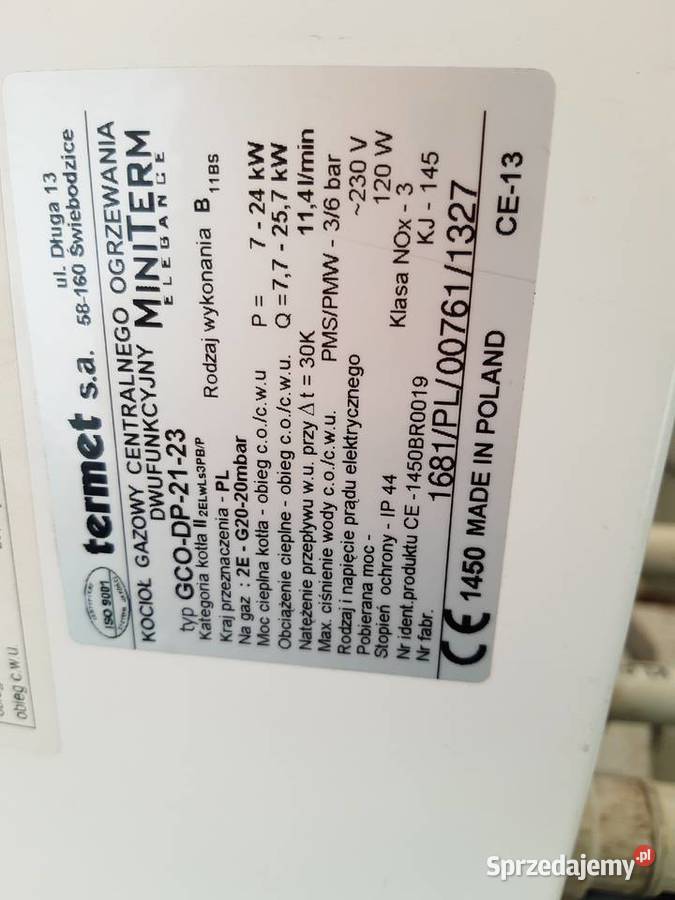 ISO 9001
termet s.a.
ul. Długa 13
58-160 Świebodzice
KOCIOŁ GAZOWY CENTRALNEGO OGRZEWANIA
DWUFUNKCYJNY MINITERM
ELEGANCE
typ GCO-DP-21-23
Kategoria kotła II2ELwLs3PB/P Rodzaj wykonania B11BS
Kraj przeznaczenia - PL
Na gaz : 2E - G20-20mbar
Moc cieplna kotła - obieg c.o./c.w.u P = 7 - 24 kW
Obciążenie cieplne - obieg c.o./c.w.u. Q =7,7 - 25,7 kW
Natężenie przepływu w.u. przy Δt = 30K 11,4 l/min
Max. ciśnienie wody c.o./c.w.u. PMS/PMW - 3/6 bar
Rodzaj i napięcie prądu elektrycznego ~230 V
Pobierana moc - 120 W
Stopień ochrony - IP 44 Klasa NOx - 3
Nr ident.produktu CE -1450BR0019 KJ - 145
Nr fabr. 1681/PL/00761/1327
CE 1450 MADE IN POLAND CE-13
obieg c.w.u.
Sprzedajemy.pl